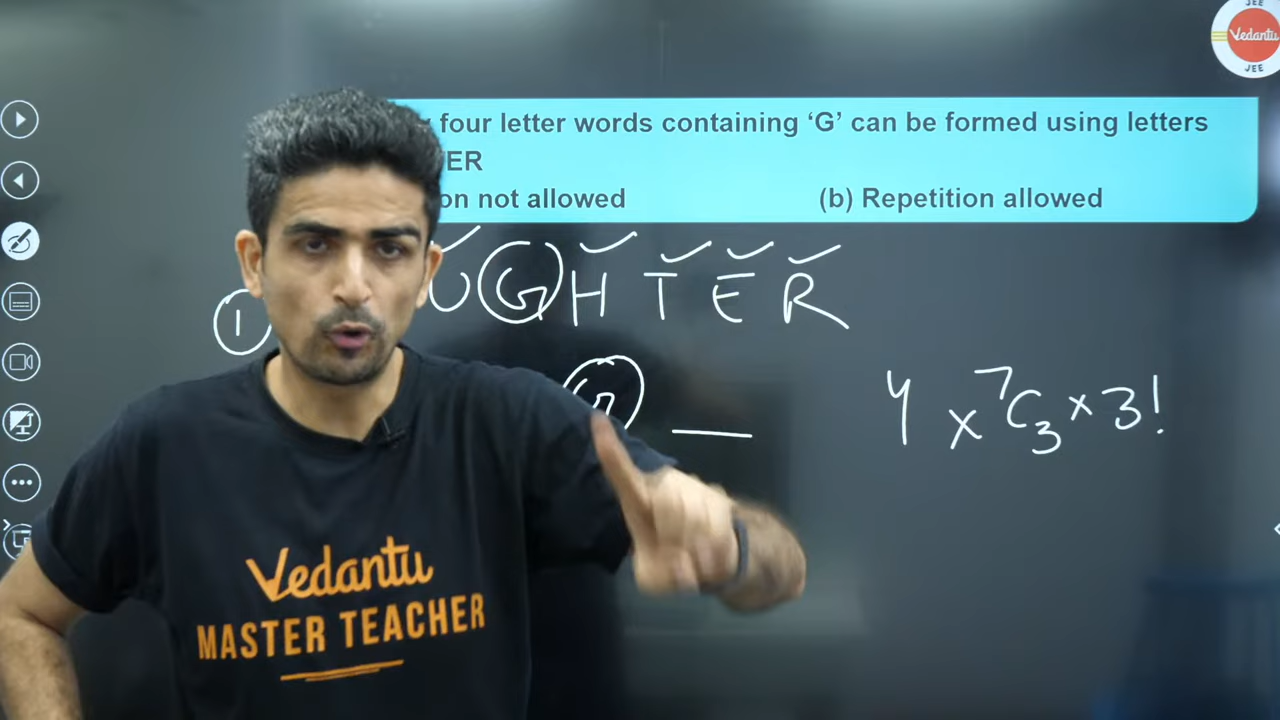 JEE
Vedantu
JEE
four letter words containing ‘G’ can be formed using letters
ER
on not allowed (b) Repetition allowed
U G H T E R
1
G
4 × ⁷C₃ × 3!
Vedantu
MASTER TEACHER